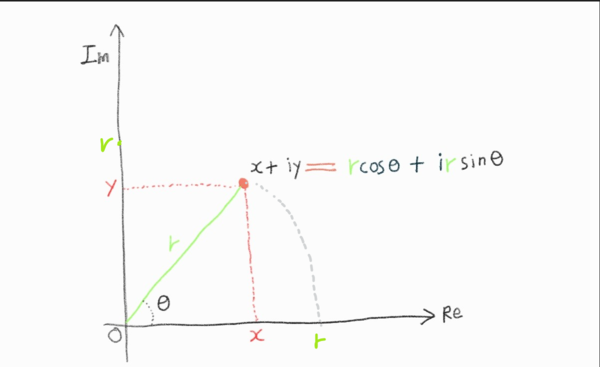 Im
r
x + iy = rcosθ + irsinθ
y
r
θ
Re
O
x
r